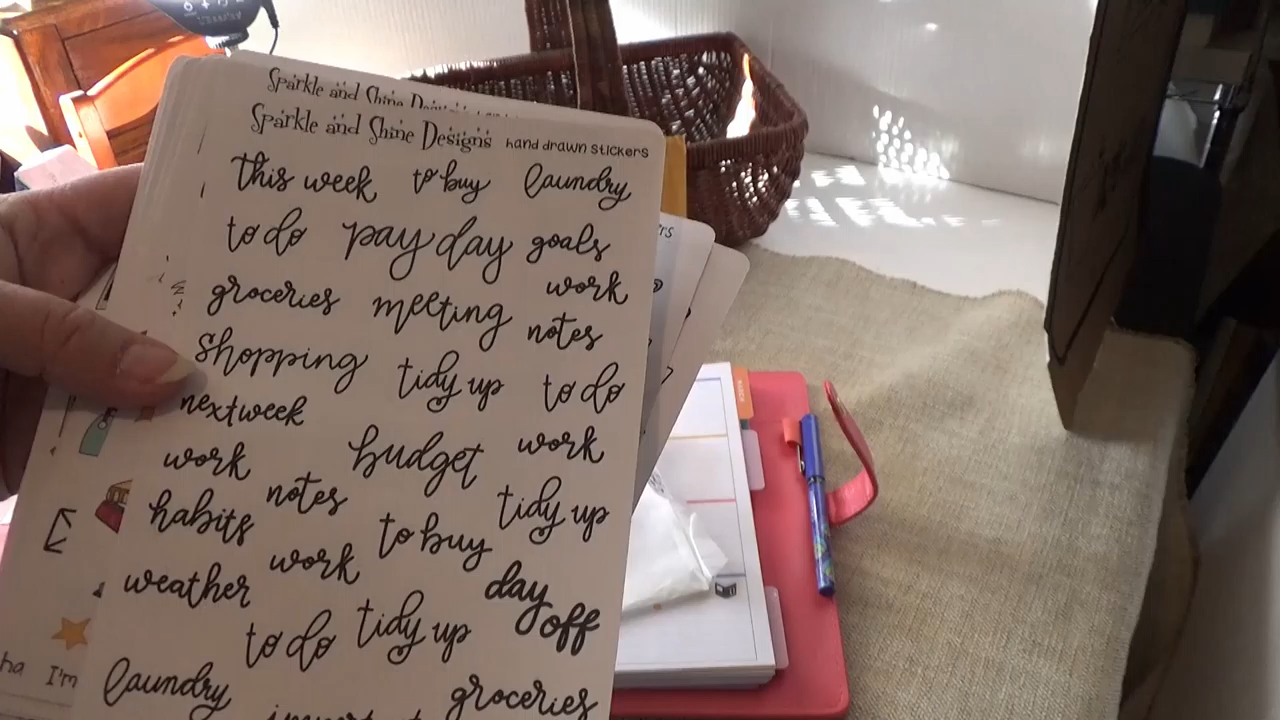 Sparkle and Shine
Sparkle and Shine Designs hand drawn stickers
this week to buy laundry
to do pay day goals
groceries meeting work
shopping notes
tidy up to do
next week
work budget work
habits notes tidy up
weather work to buy day off
to do tidy up
laundry groceries
ha I'm